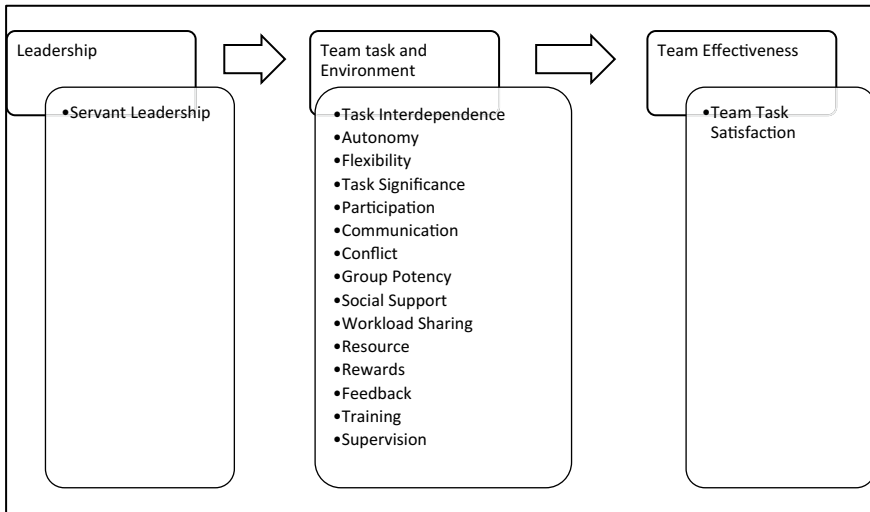 Leadership
•Servant Leadership
Team task and
Environment
•Task Interdependence
•Autonomy
•Flexibility
•Task Significance
•Participation
•Communication
•Conflict
•Group Potency
•Social Support
•Workload Sharing
•Resource
•Rewards
•Feedback
•Training
•Supervision
Team Effectiveness
•Team Task
Satisfaction